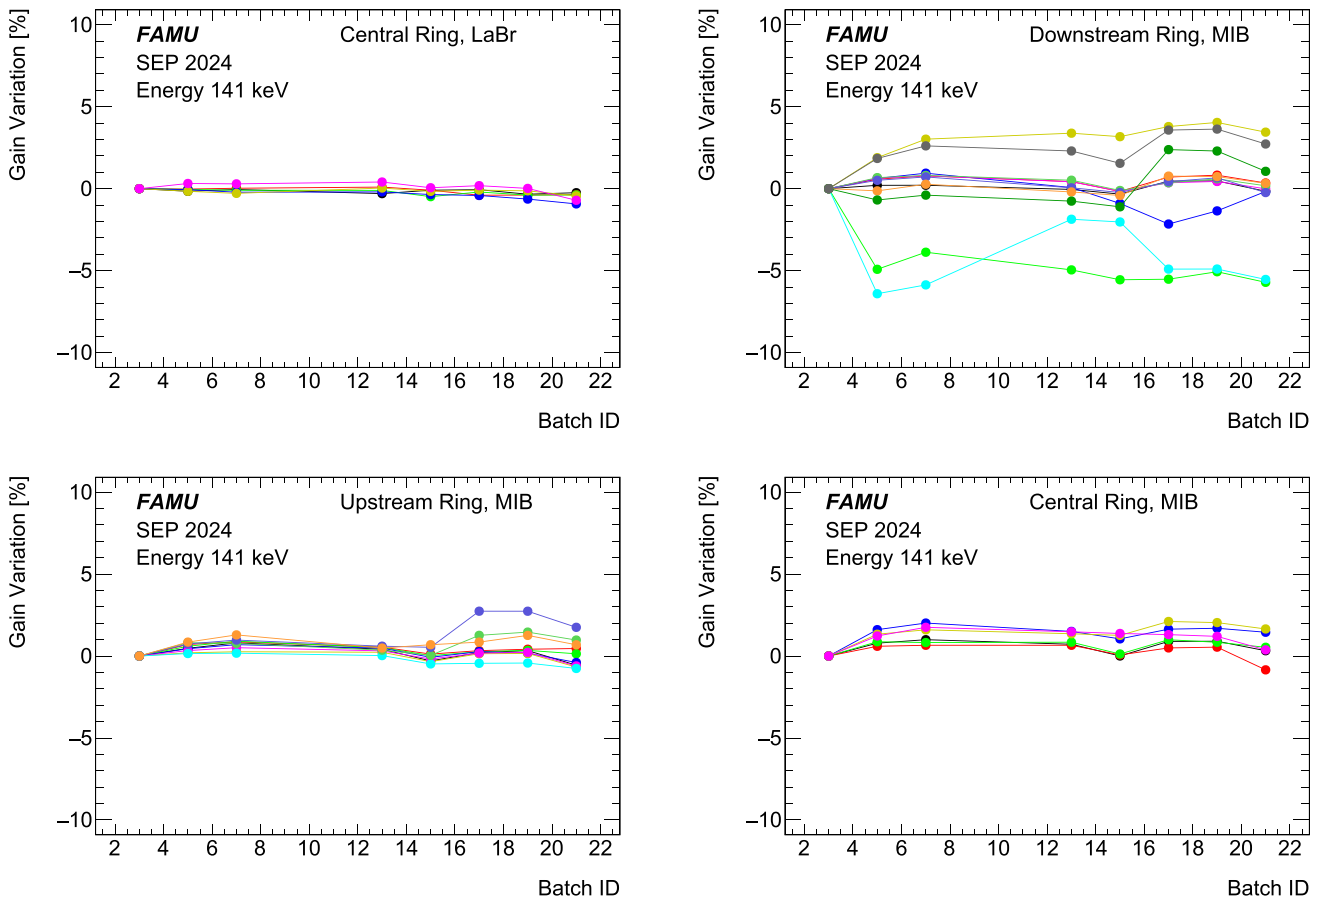 Gain Variation [%]
FAMU
Central Ring, LaBr
SEP 2024
Energy 141 keV
10
5
0
−5
−10
2 4 6 8 10 12 14 16 18 20 22
Batch ID
Gain Variation [%]
FAMU
Downstream Ring, MIB
SEP 2024
Energy 141 keV
10
5
0
−5
−10
2 4 6 8 10 12 14 16 18 20 22
Batch ID
Gain Variation [%]
FAMU
Upstream Ring, MIB
SEP 2024
Energy 141 keV
10
5
0
−5
−10
2 4 6 8 10 12 14 16 18 20 22
Batch ID
Gain Variation [%]
FAMU
Central Ring, MIB
SEP 2024
Energy 141 keV
10
5
0
−5
−10
2 4 6 8 10 12 14 16 18 20 22
Batch ID